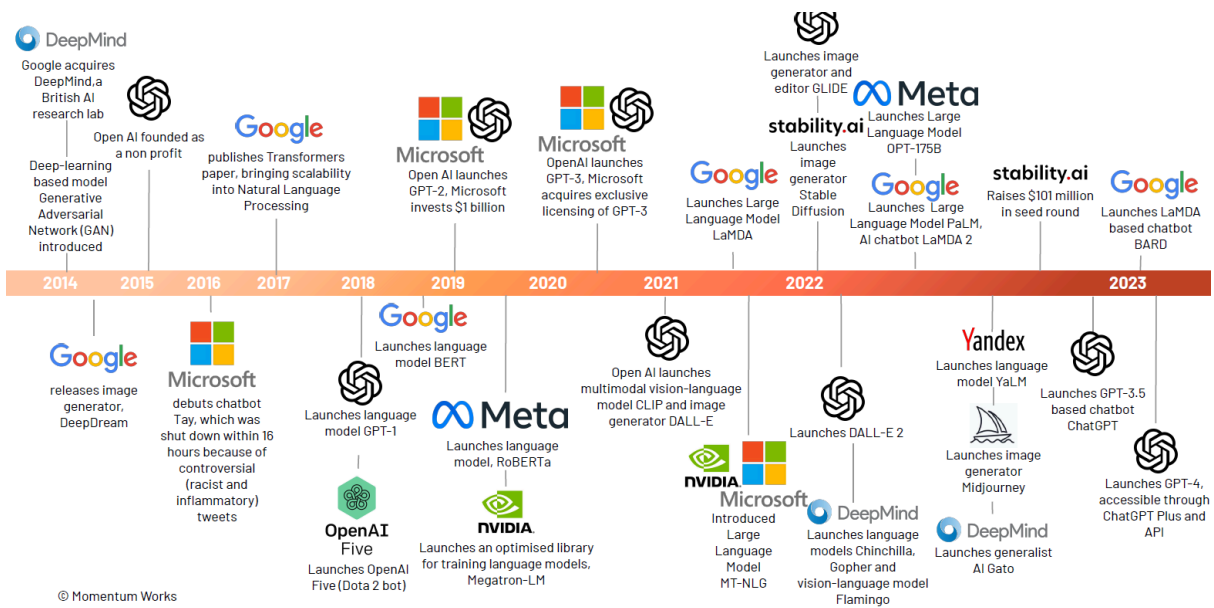 DeepMind
Google acquires
DeepMind,a
British AI
research lab
Deep-learning
based model
Generative
Adversarial
Network (GAN)
introduced
Open AI founded as
a non profit
Google
publishes Transformers
paper, bringing scalability
into Natural Language
Processing
Microsoft
Open AI launches
GPT-2, Microsoft
invests $1 billion
Microsoft
OpenAI launches
GPT-3, Microsoft
acquires exclusive
licensing of GPT-3
Google
Launches Large
Language Model
LaMDA
Launches image
generator and
editor GLIDE
stability.ai
Launches
image
generator
Stable
Diffusion
Meta
Launches Large
Language Model
OPT-175B
Google
Launches Large
Language Model PaLM,
AI chatbot LaMDA 2
stability.ai
Raises $101 million
in seed round
Google
Launches LaMDA
based chatbot
BARD
2014 2015 2016 2017 2018 2019 2020 2021 2022 2023
Google
releases image
generator,
DeepDream
Microsoft
debuts chatbot
Tay, which was
shut down within 16
hours because of
controversial
(racist and
inflammatory)
tweets
Launches language
model GPT-1
OpenAI
Five
Launches OpenAI
Five (Dota 2 bot)
Google
Launches language
model BERT
Meta
Launches language
model, RoBERTa
NVIDIA.
Launches an optimised library
for training language models,
Megatron-LM
Open AI launches
multimodal vision-language
model CLIP and image
generator DALL-E
NVIDIA.
Microsoft
Introduced
Large
Language
Model
MT-NLG
Launches DALL-E 2
DeepMind
Launches language
models Chinchilla,
Gopher and
vision-language model
Flamingo
Yandex
Launches language
model YaLM
Launches image
generator
Midjourney
DeepMind
Launches generalist
AI Gato
Launches GPT-3.5
based chatbot
ChatGPT
Launches GPT-4,
accessible through
ChatGPT Plus and
API
© Momentum Works